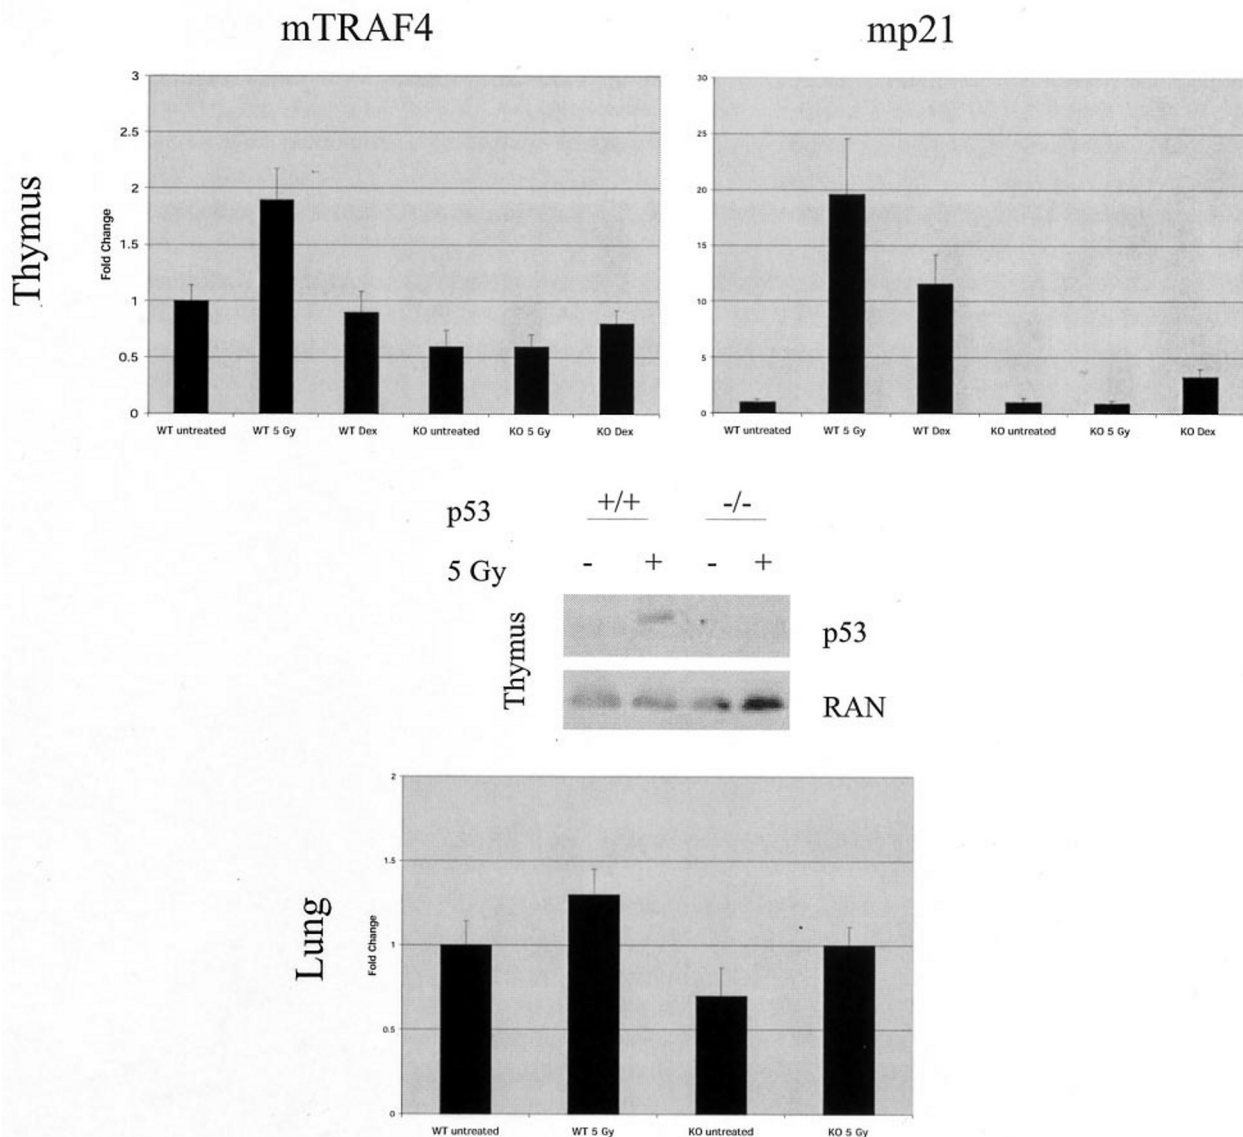 mTRAF4
mp21
Thymus
Fold Change
3
2.5
2
1.5
1
0.5
0
WT untreated WT 5 Gy WT Dex KO untreated KO 5 Gy KO Dex
30
25
20
15
10
5
0
WT untreated WT 5 Gy WT Dex KO untreated KO 5 Gy KO Dex
p53 +/+ -/-
5 Gy - + - +
Thymus
p53
RAN
Lung
Fold Change
2
1.5
1
0.5
0
WT untreated WT 5 Gy KO untreated KO 5 Gy